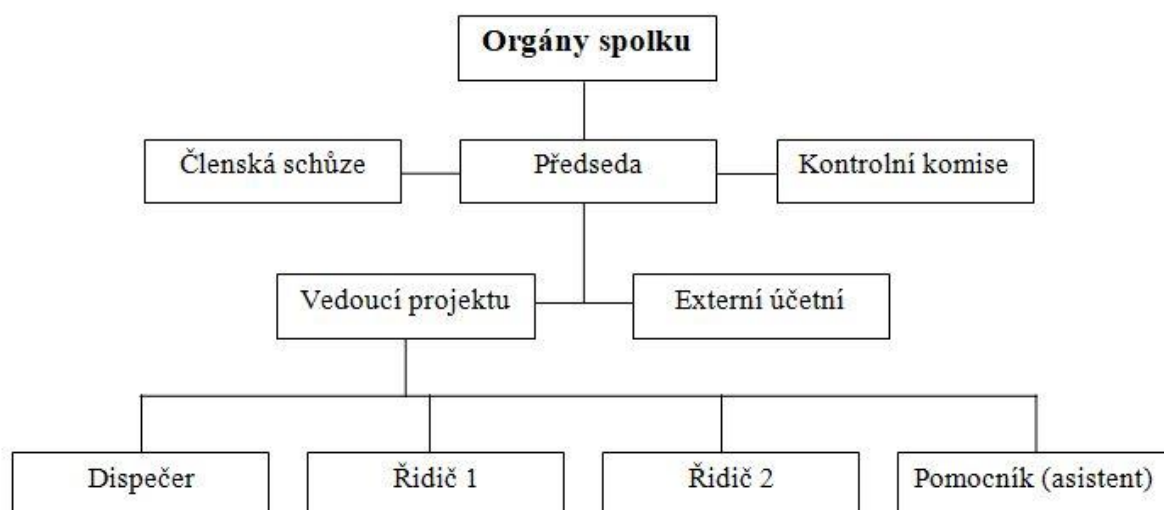 Orgány spolku
Členská schůze
Předseda
Kontrolní komise
Vedoucí projektu
Externí účetní
Dispečer
Řidič 1
Řidič 2
Pomocník (asistent)